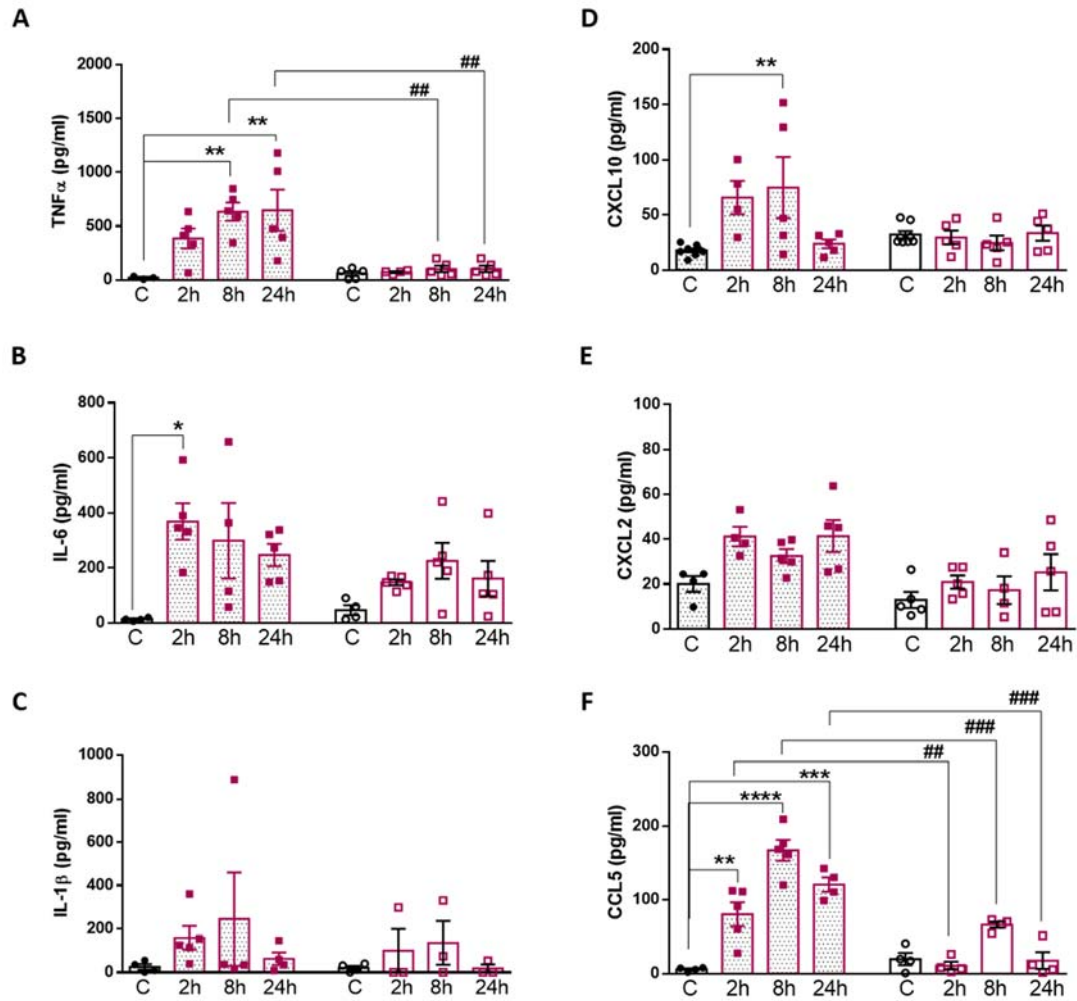 A
TNFα (pg/ml)
2000
1500
1000
500
0
**
**
##
##
C 2h 8h 24h C 2h 8h 24h
B
IL-6 (pg/ml)
800
600
400
200
0
*
C 2h 8h 24h C 2h 8h 24h
C
IL-1β (pg/ml)
1000
800
600
400
200
0
C 2h 8h 24h C 2h 8h 24h
D
CXCL10 (pg/ml)
200
150
100
50
0
**
C 2h 8h 24h C 2h 8h 24h
E
CXCL2 (pg/ml)
100
80
60
40
20
0
C 2h 8h 24h C 2h 8h 24h
F
CCL5 (pg/ml)
300
200
100
0
###
###
##
***
****
**
C 2h 8h 24h C 2h 8h 24h